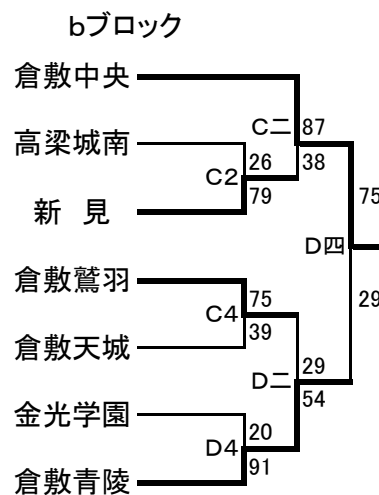 bブロック
倉敷中央
C二 87
高梁城南
26 38
C2
79 75
新 見
D四
倉敷鷲羽
75 29
C4
39
倉敷天城
D二 29
54
金光学園
20
D4
91
倉敷青陵